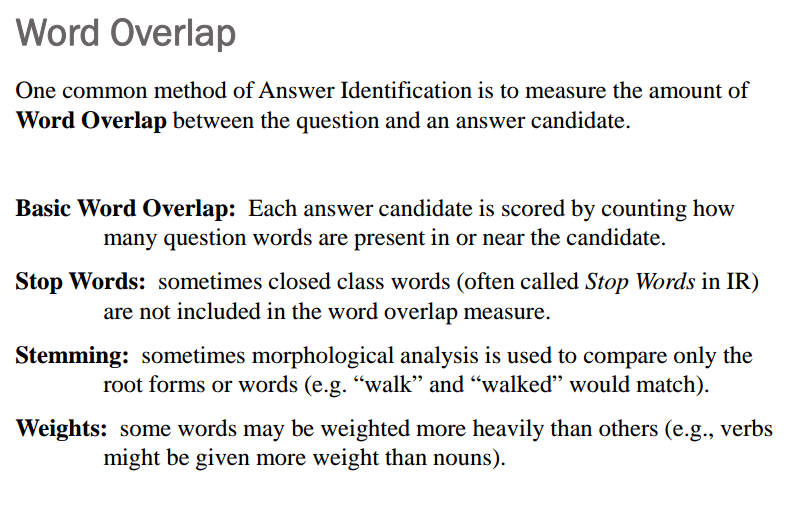 Word Overlap
One common method of Answer Identification is to measure the amount of
Word Overlap between the question and an answer candidate.
Basic Word Overlap: Each answer candidate is scored by counting how
many question words are present in or near the candidate.
Stop Words: sometimes closed class words (often called Stop Words in IR)
are not included in the word overlap measure.
Stemming: sometimes morphological analysis is used to compare only the
root forms or words (e.g. “walk” and “walked” would match).
Weights: some words may be weighted more heavily than others (e.g., verbs
might be given more weight than nouns).